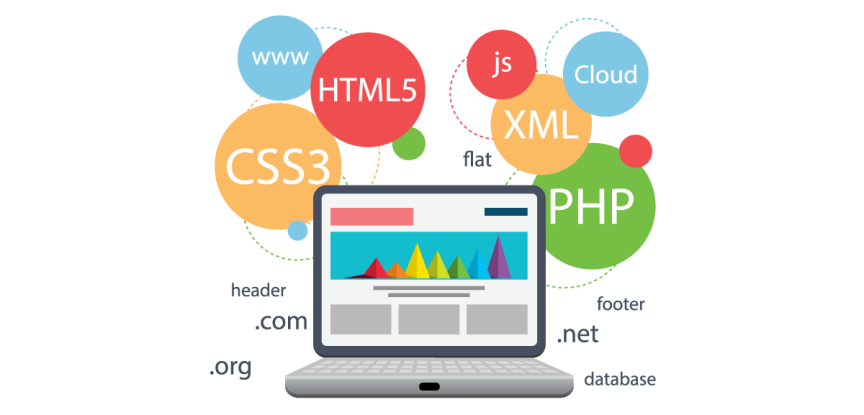 www
HTML5
js
Cloud
XML
CSS3
flat
PHP
header
.com
footer
.net
.org
database